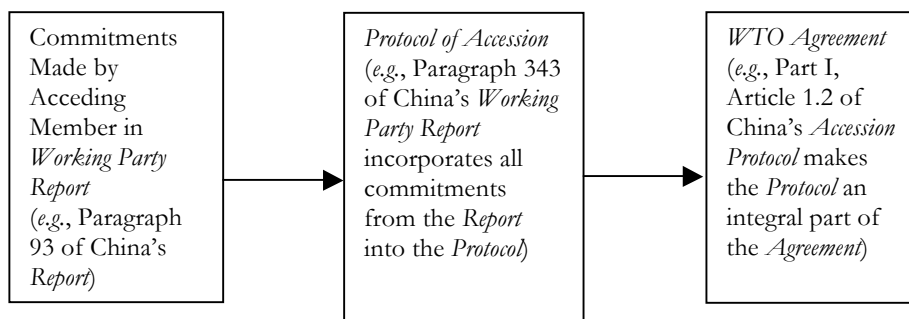 Commitments
Made by
Acceding
Member in
Working Party
Report
(e.g., Paragraph
93 of China’s
Report)
Protocol of Accession
(e.g., Paragraph 343
of China’s Working
Party Report
incorporates all
commitments
from the Report
into the Protocol)
WTO Agreement
(e.g., Part I,
Article 1.2 of
China’s Accession
Protocol makes
the Protocol an
integral part of
the Agreement)